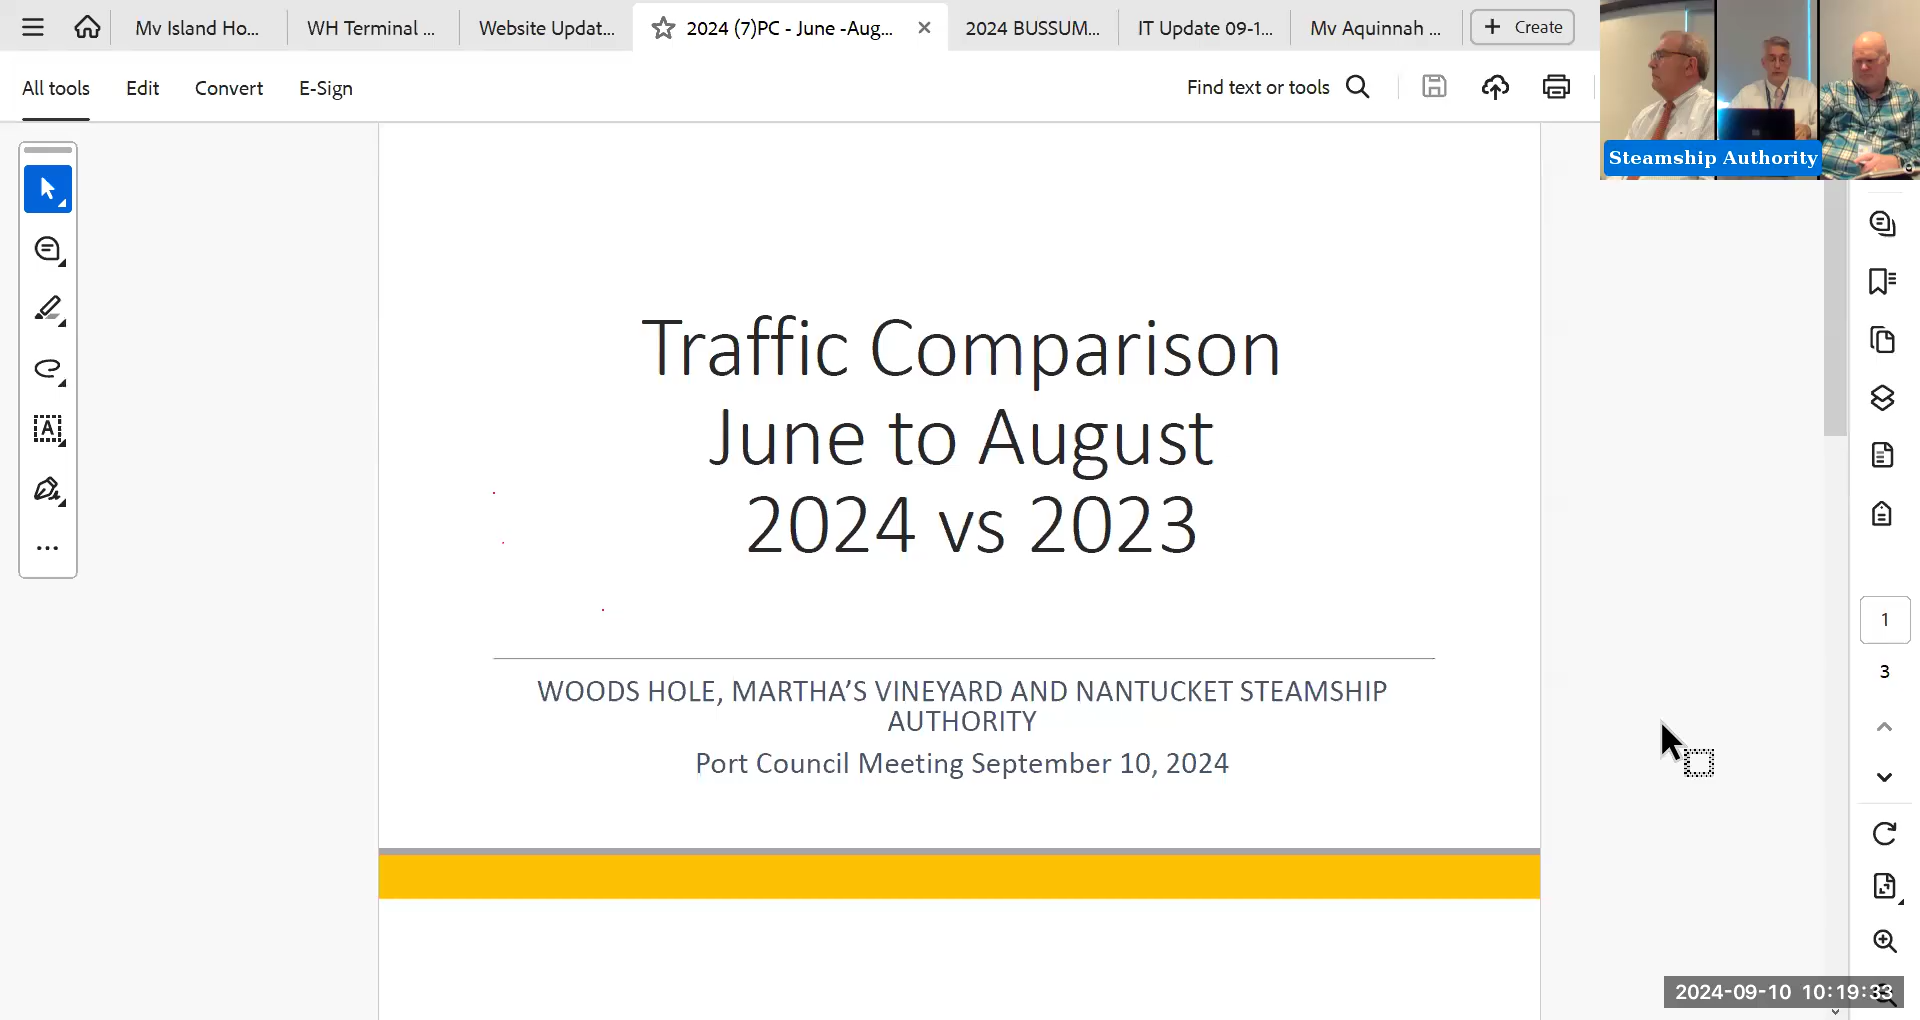 Mv Island Ho...
WH Terminal ...
Website Updat...
2024 (7)PC - June -Aug...
2024 BUSSUM...
IT Update 09-1...
Mv Aquinnah ...
Create
All tools
Edit
Convert
E-Sign
Find text or tools
Steamship Authority
Traffic Comparison
June to August
2024 vs 2023
WOODS HOLE, MARTHA’S VINEYARD AND NANTUCKET STEAMSHIP
AUTHORITY
Port Council Meeting September 10, 2024
1
3
2024-09-10 10:19:33